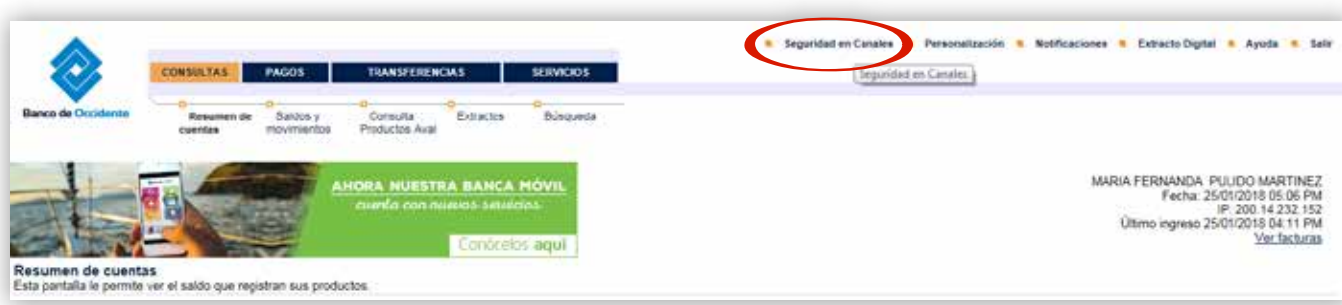 Seguridad en Canales Personalización Notificaciones Extracto Digital Ayuda Salir
Seguridad en Canales
CONSULTAS PAGOS TRANSFERENCIAS SERVICIOS
Banco de Occidente
Resumen de cuentas
Saldos y movimientos
Consulta Productos Aval
Extractos
Búsqueda
AHORA NUESTRA BANCA MÓVIL
cuenta con nuevos servicios.
Conócelos aquí
MARIA FERNANDA PULIDO MARTINEZ
Fecha: 25/01/2018 05:06 PM
IP: 200.14.232.152
Último ingreso 25/01/2018 04:11 PM
Ver facturas
Resumen de cuentas
Esta pantalla le permite ver el saldo que registran sus productos.